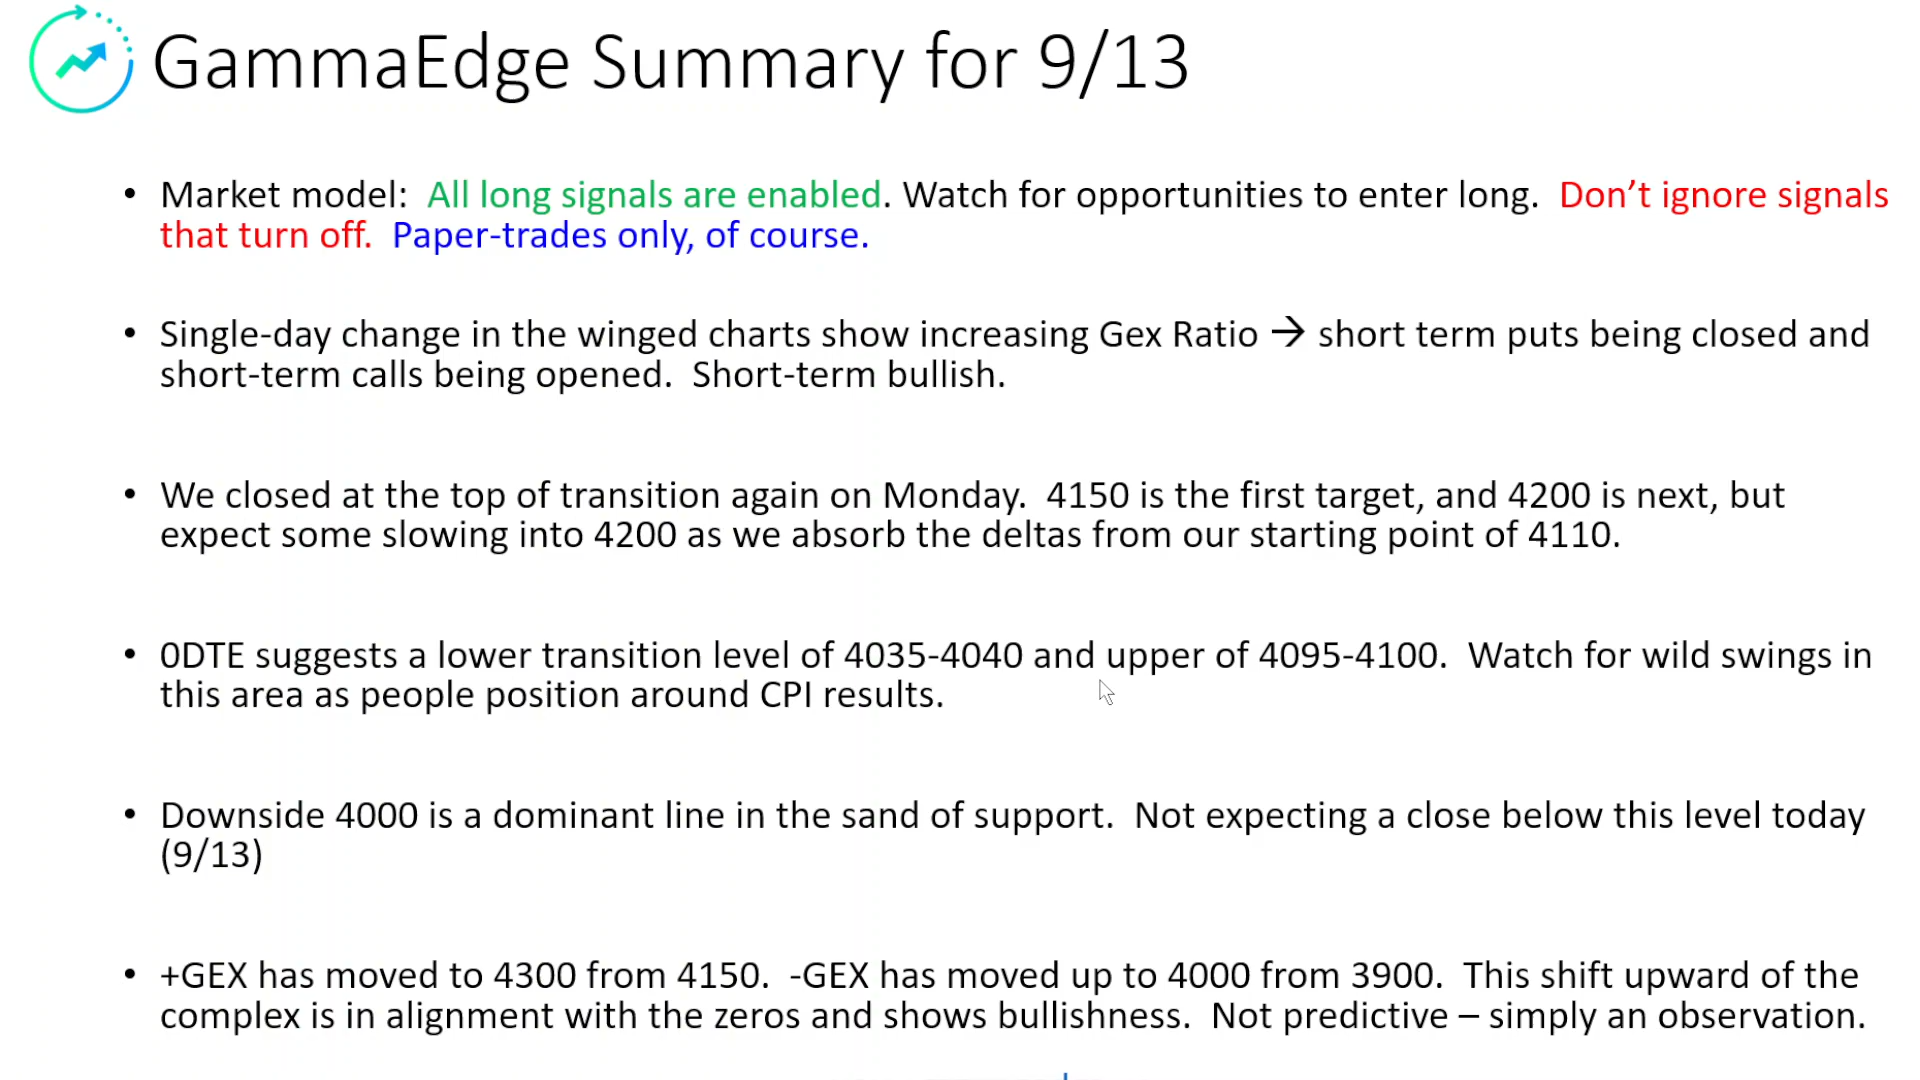 GammaEdge Summary for 9/13
• Market model:  All long signals are enabled. Watch for opportunities to enter long.  Don’t ignore signals
that turn off.  Paper-trades only, of course.
• Single-day change in the winged charts show increasing Gex Ratio → short term puts being closed and
short-term calls being opened.  Short-term bullish.
• We closed at the top of transition again on Monday.  4150 is the first target, and 4200 is next, but
expect some slowing into 4200 as we absorb the deltas from our starting point of 4110.
• 0DTE suggests a lower transition level of 4035-4040 and upper of 4095-4100.  Watch for wild swings in
this area as people position around CPI results.
• Downside 4000 is a dominant line in the sand of support.  Not expecting a close below this level today
(9/13)
• +GEX has moved to 4300 from 4150.  -GEX has moved up to 4000 from 3900.  This shift upward of the
complex is in alignment with the zeros and shows bullishness.  Not predictive – simply an observation.